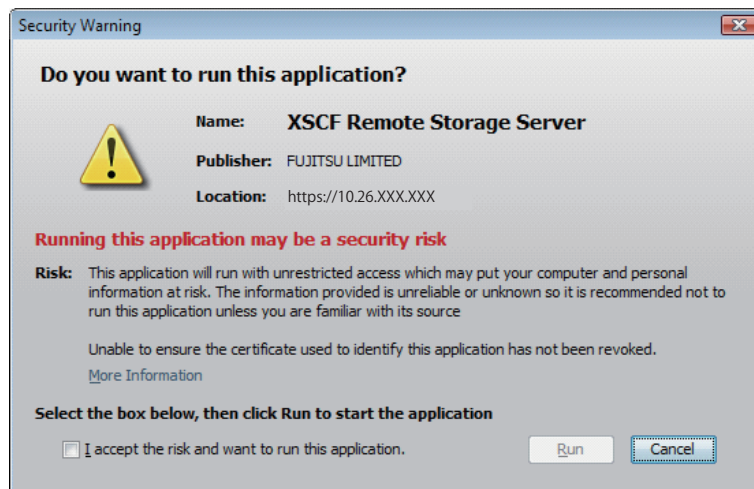 Security Warning
Do you want to run this application?
Name: XSCF Remote Storage Server
Publisher: FUJITSU LIMITED
Location: https://10.26.XXX.XXX
Running this application may be a security risk
Risk: This application will run with unrestricted access which may put your computer and personal
information at risk. The information provided is unreliable or unknown so it is recommended not to
run this application unless you are familiar with its source
Unable to ensure the certificate used to identify this application has not been revoked.
More Information
Select the box below, then click Run to start the application
I accept the risk and want to run this application.
Run
Cancel